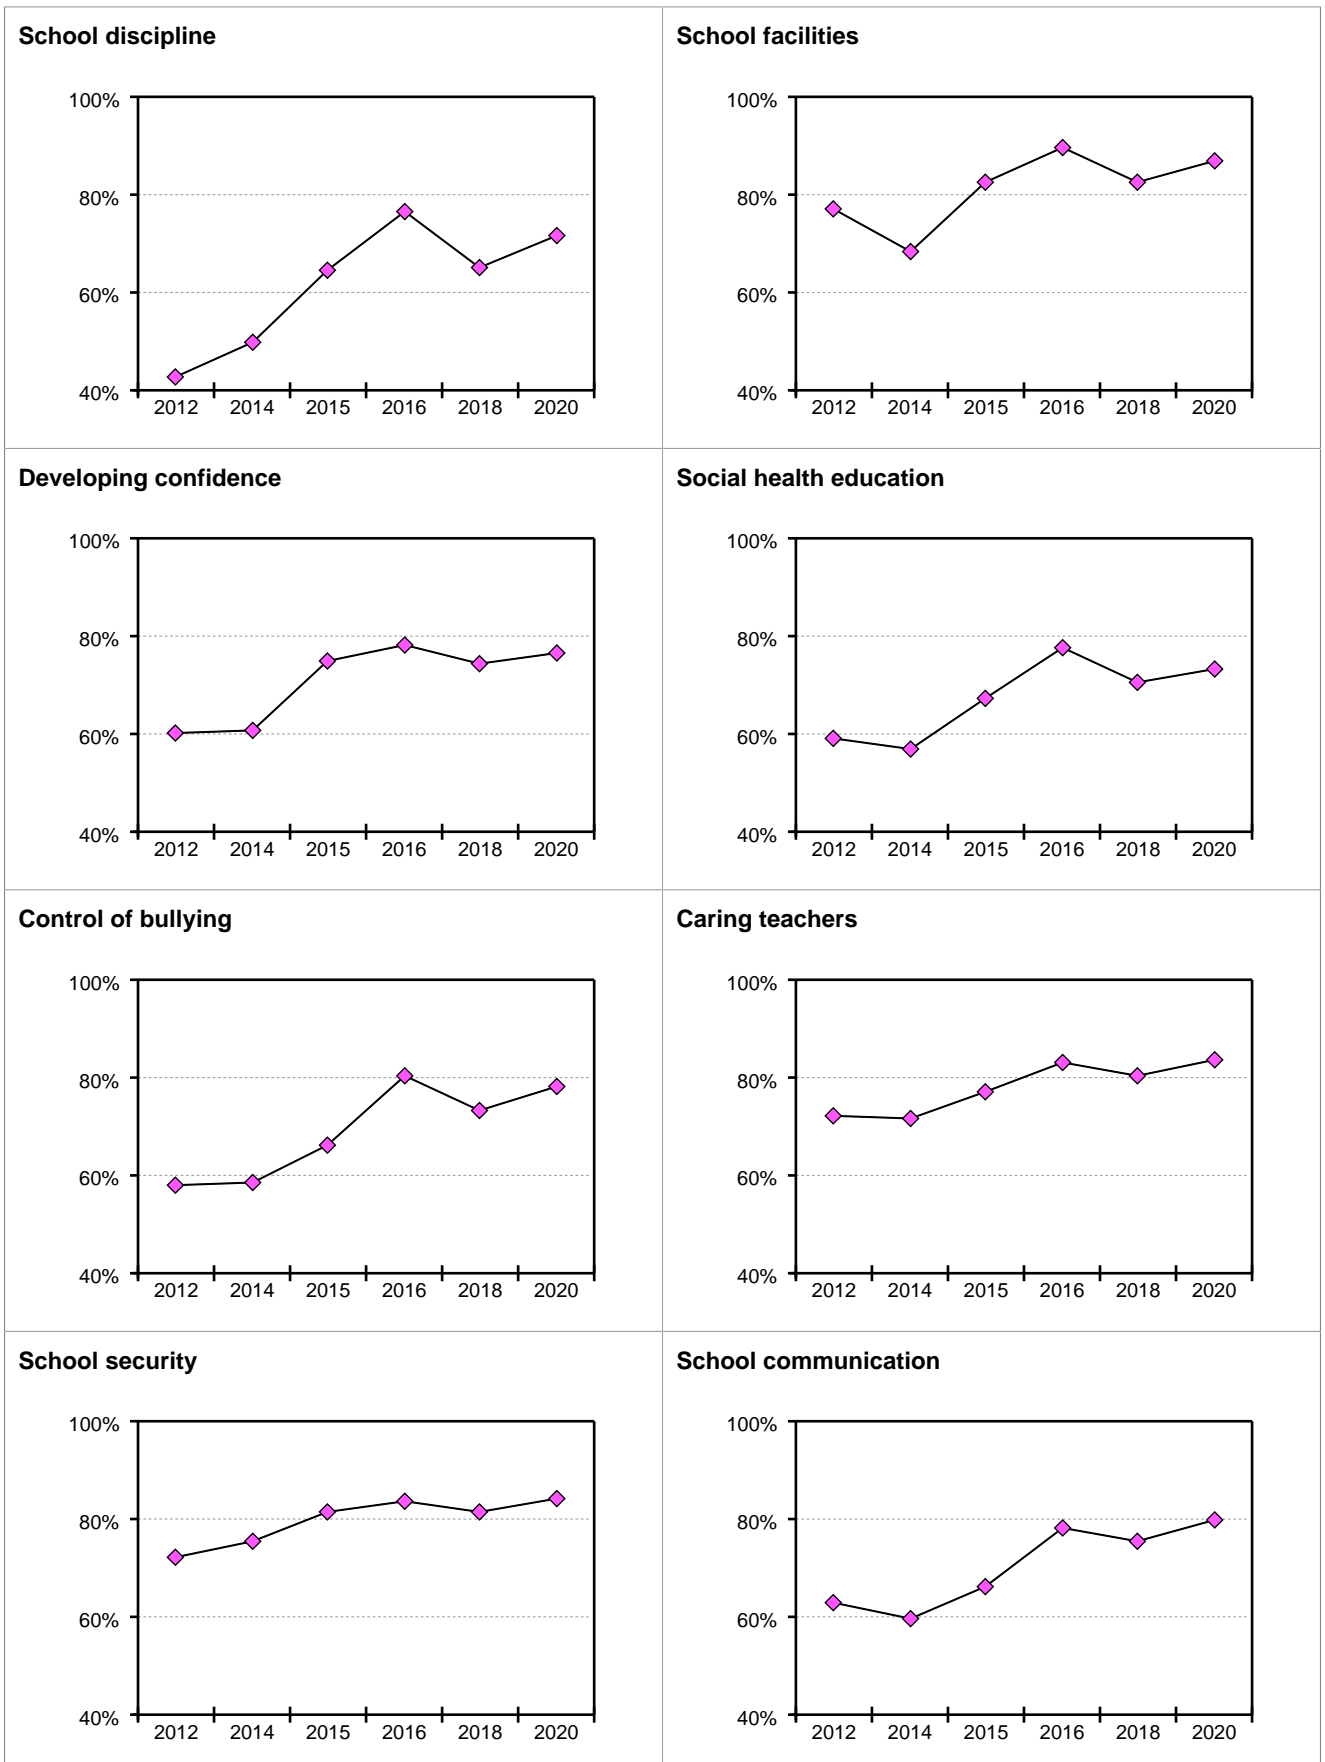 School discipline
100%
80%
60%
40%
2012 2014 2015 2016 2018 2020
School facilities
100%
80%
60%
40%
2012 2014 2015 2016 2018 2020
Developing confidence
100%
80%
60%
40%
2012 2014 2015 2016 2018 2020
Social health education
100%
80%
60%
40%
2012 2014 2015 2016 2018 2020
Control of bullying
100%
80%
60%
40%
2012 2014 2015 2016 2018 2020
Caring teachers
100%
80%
60%
40%
2012 2014 2015 2016 2018 2020
School security
100%
80%
60%
40%
2012 2014 2015 2016 2018 2020
School communication
100%
80%
60%
40%
2012 2014 2015 2016 2018 2020